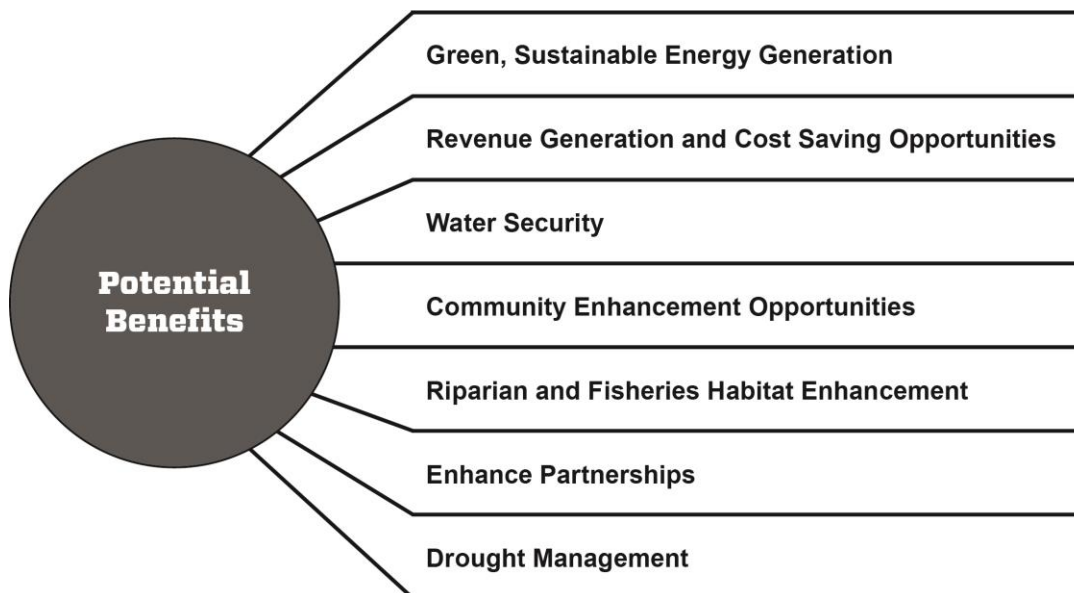 Green, Sustainable Energy Generation
Revenue Generation and Cost Saving Opportunities
Water Security
Potential
Benefits
Community Enhancement Opportunities
Riparian and Fisheries Habitat Enhancement
Enhance Partnerships
Drought Management